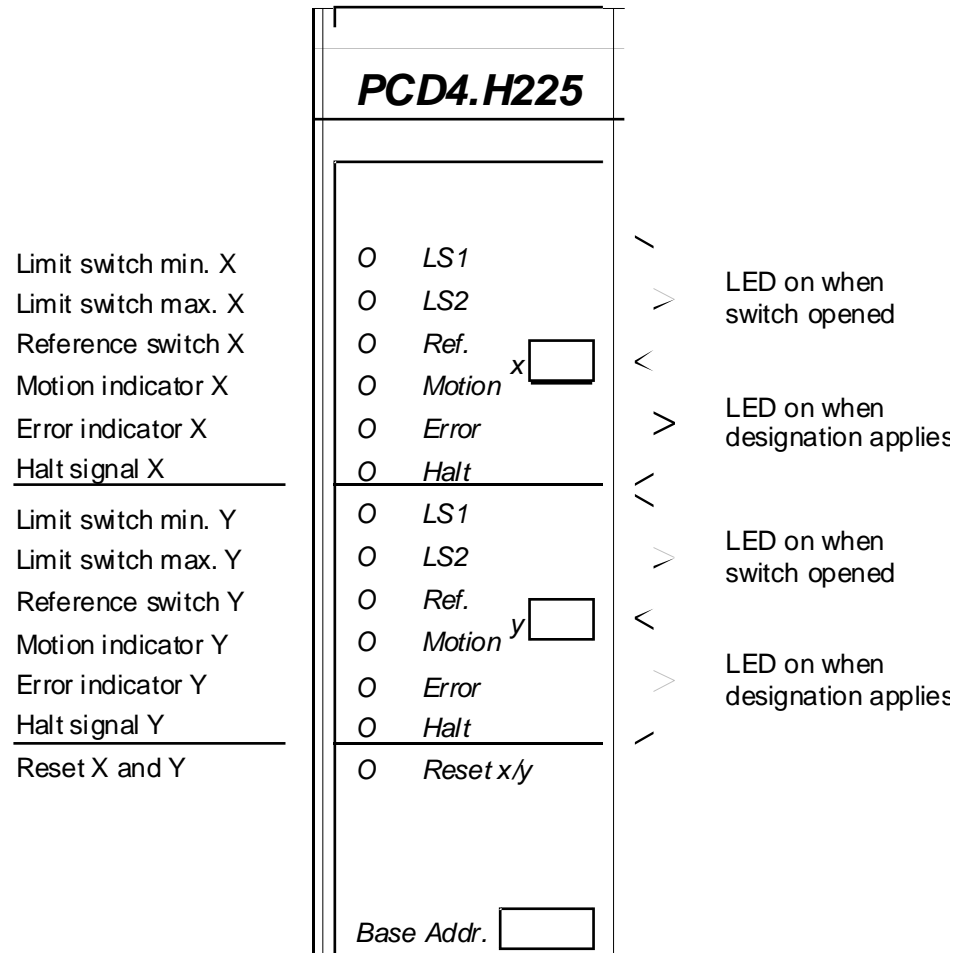 PCD4.H225
Limit switch min. X O LS1
Limit switch max. X O LS2
LED on when
switch opened
Reference switch X O Ref.
x
Motion indicator X O Motion
Error indicator X O Error
LED on when
designation applies
Halt signal X O Halt
Limit switch min. Y O LS1
Limit switch max. Y O LS2
LED on when
switch opened
Reference switch Y O Ref.
y
Motion indicator Y O Motion
Error indicator Y O Error
LED on when
designation applies
Halt signal Y O Halt
Reset X and Y O Reset x/y
Base Addr.